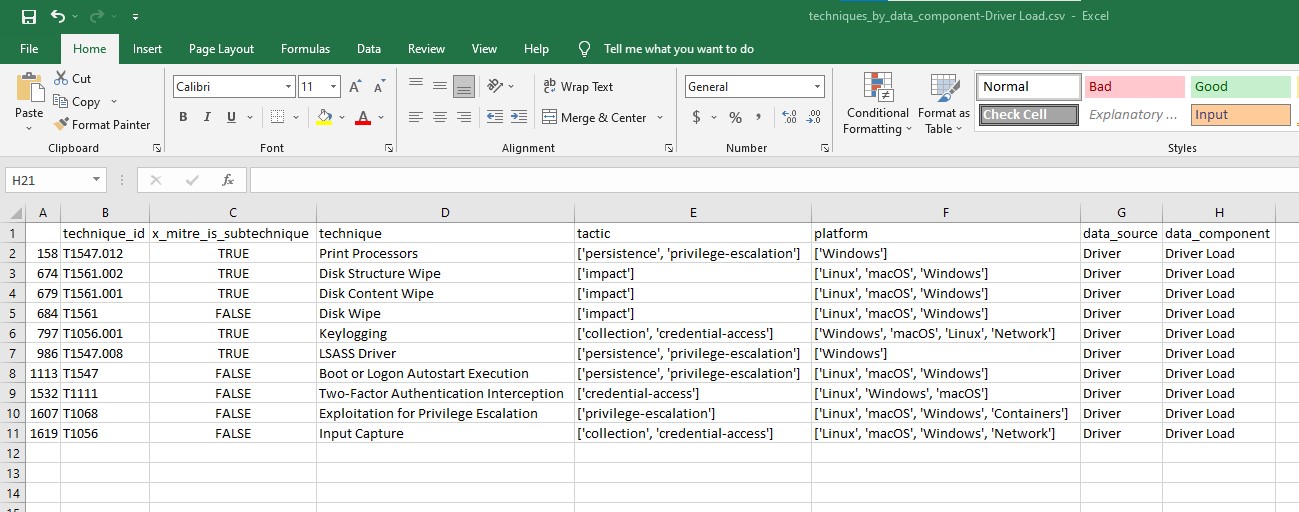 techniques_by_data_component-Driver Load.csv - Excel
File Home Insert Page Layout Formulas Data Review View Help Tell me what you want to do
Paste Cut Copy Format Painter
Calibri 11 A A
B I U A
ab Wrap Text
Merge & Center
General
$ % , .00 .0
Conditional Formatting
Format as Table
Normal Bad Good
Check Cell Explanatory ... Input
Clipboard Font Alignment Number Styles
H21 fx
A B C D E F G H
1 technique_id x_mitre_is_subtechnique technique tactic platform data_source data_component
2 158 T1547.012 TRUE Print Processors ['persistence', 'privilege-escalation'] ['Windows'] Driver Driver Load
3 674 T1561.002 TRUE Disk Structure Wipe ['impact'] ['Linux', 'macOS', 'Windows'] Driver Driver Load
4 679 T1561.001 TRUE Disk Content Wipe ['impact'] ['Linux', 'macOS', 'Windows'] Driver Driver Load
5 684 T1561 FALSE Disk Wipe ['impact'] ['Linux', 'macOS', 'Windows'] Driver Driver Load
6 797 T1056.001 TRUE Keylogging ['collection', 'credential-access'] ['Windows', 'macOS', 'Linux', 'Network'] Driver Driver Load
7 986 T1547.008 TRUE LSASS Driver ['persistence', 'privilege-escalation'] ['Windows'] Driver Driver Load
8 1113 T1547 FALSE Boot or Logon Autostart Execution ['persistence', 'privilege-escalation'] ['Linux', 'macOS', 'Windows'] Driver Driver Load
9 1532 T1111 FALSE Two-Factor Authentication Interception ['credential-access'] ['Linux', 'Windows', 'macOS'] Driver Driver Load
10 1607 T1068 FALSE Exploitation for Privilege Escalation ['privilege-escalation'] ['Linux', 'macOS', 'Windows', 'Containers'] Driver Driver Load
11 1619 T1056 FALSE Input Capture ['collection', 'credential-access'] ['Linux', 'macOS', 'Windows', 'Network'] Driver Driver Load
12
13
14